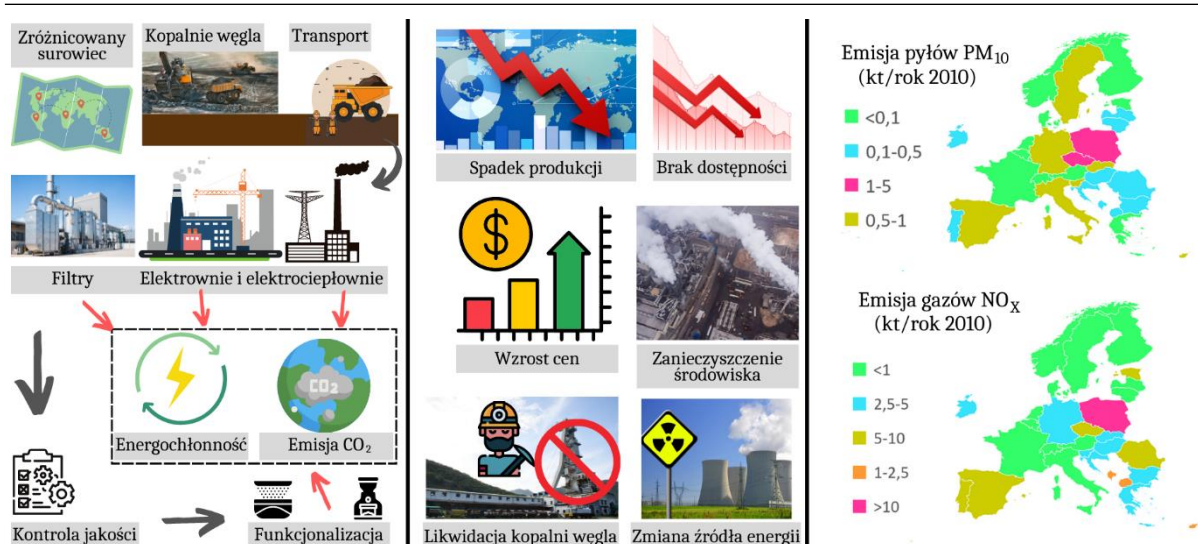 Zróżnicowany
surowiec
Kopalnie węgla
Transport
Filtry
Elektrownie i elektrociepłownie
CO₂
Energochłonność
Emisja CO₂
Kontrola jakości
Funkcjonalizacja
Spadek produkcji
Brak dostępności
$
Wzrost cen
Zanieczyszczenie
środowiska
Likwidacja kopalni węgla
Zmiana źródła energii
Emisja pyłów PM₁₀
(kt/rok 2010)
<0,1
0,1-0,5
1-5
0,5-1
Emisja gazów NOₓ
(kt/rok 2010)
<1
2,5-5
5-10
1-2,5
>10